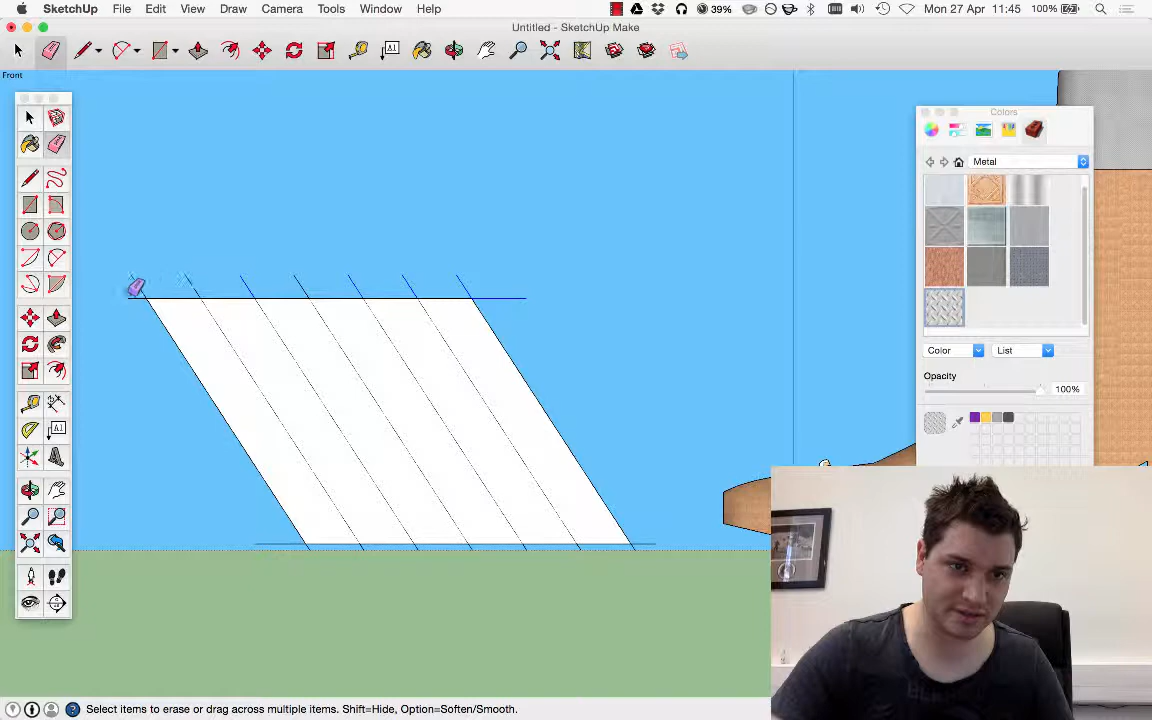 SketchUp File Edit View Draw Camera Tools Window Help 39% Mon 27 Apr 11:45 100%
Untitled - SketchUp Make
A1
Front
Colors
Metal
A1
Color List
Opacity
100%
Select items to erase or drag across multiple items. Shift=Hide, Option=Soften/Smooth.